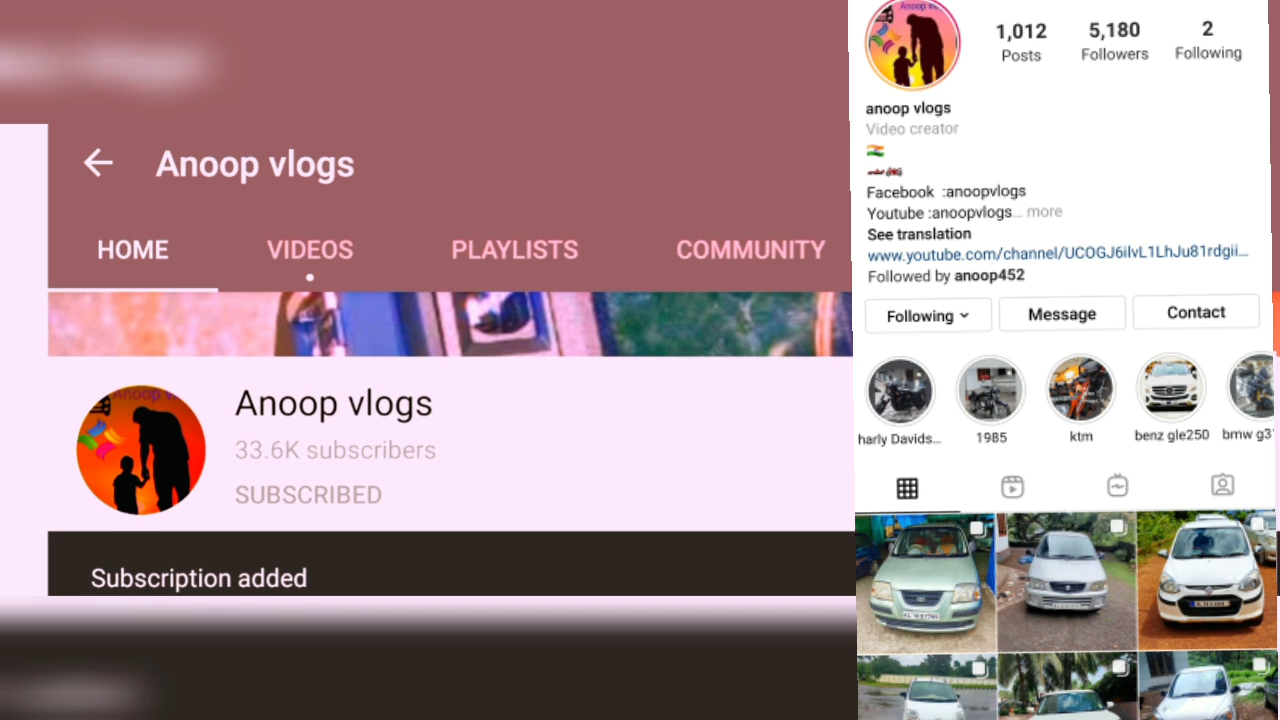 Anoop vlogs
HOME
VIDEOS
PLAYLISTS
COMMUNITY
Anoop vlogs
33.6K subscribers
SUBSCRIBED
Subscription added
1,012
Posts
5,180
Followers
2
Following
anoop vlogs
Video creator
Facebook :anoopvlogs
Youtube :anoopvlogs... more
See translation
www.youtube.com/channel/UCOGJ6ilvL1LhJu81rdgii...
Followed by anoop452
Following
Message
Contact
harly Davids...
1985
ktm
benz gle250
bmw g31